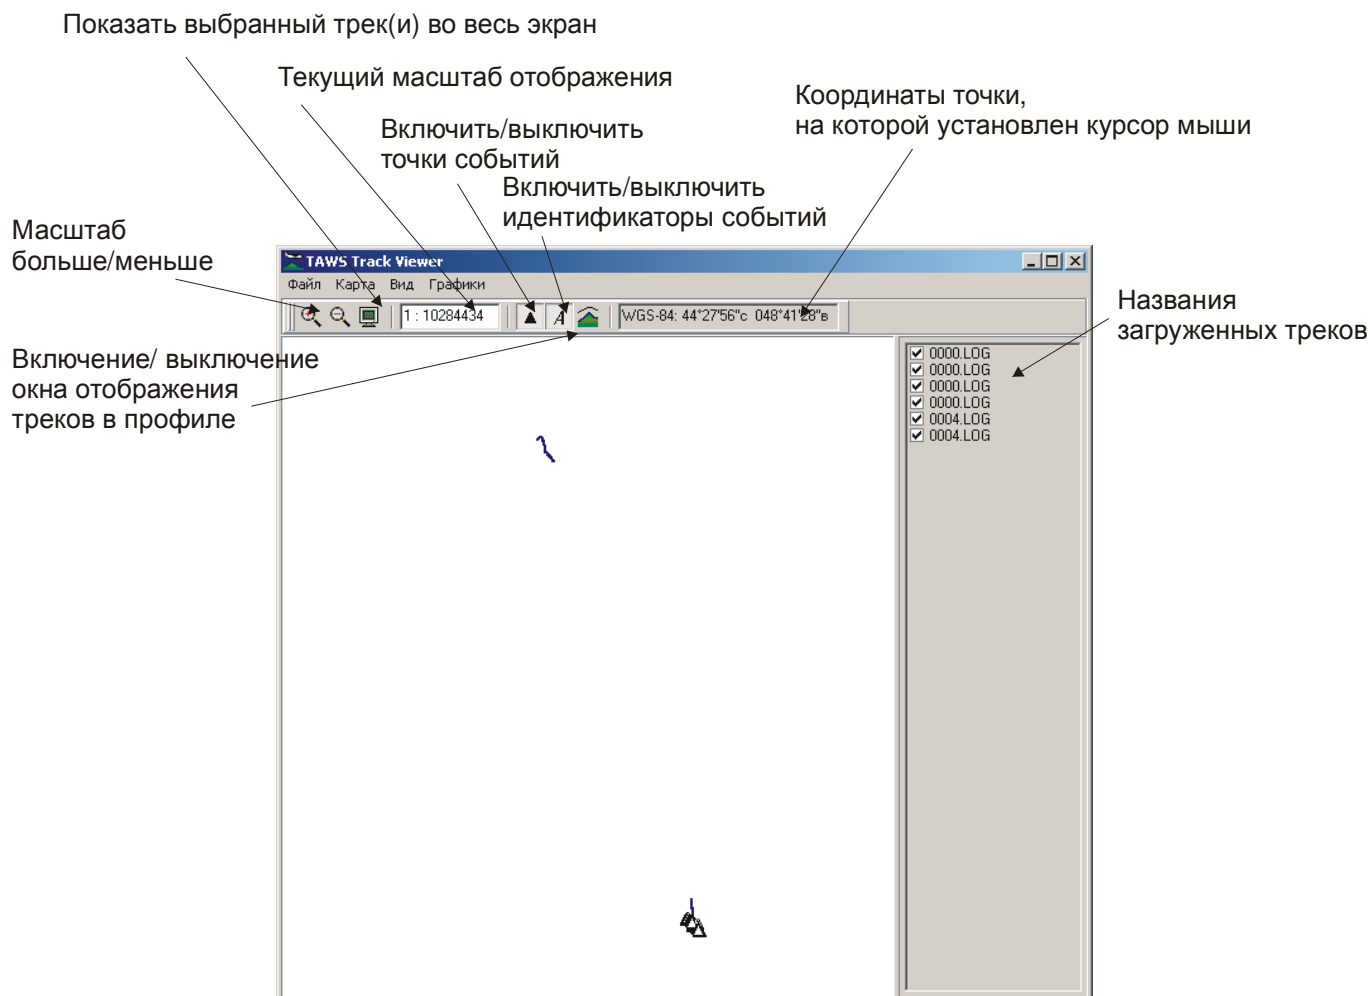 Показать выбранный трек(и) во весь экран
Текущий масштаб отображения
Координаты точки,
на которой установлен курсор мыши
Включить/выключить
точки событий
Включить/выключить
идентификаторы событий
Масштаб
больше/меньше
TAWS Track Viewer
Файл Карта Вид Графики
1 : 10284434
A
WGS-84: 44°27'56"с 048°41'28"в
Названия
загруженных треков
Включение/ выключение
окна отображения
треков в профиле
0000.LOG
0000.LOG
0000.LOG
0000.LOG
0004.LOG
0004.LOG